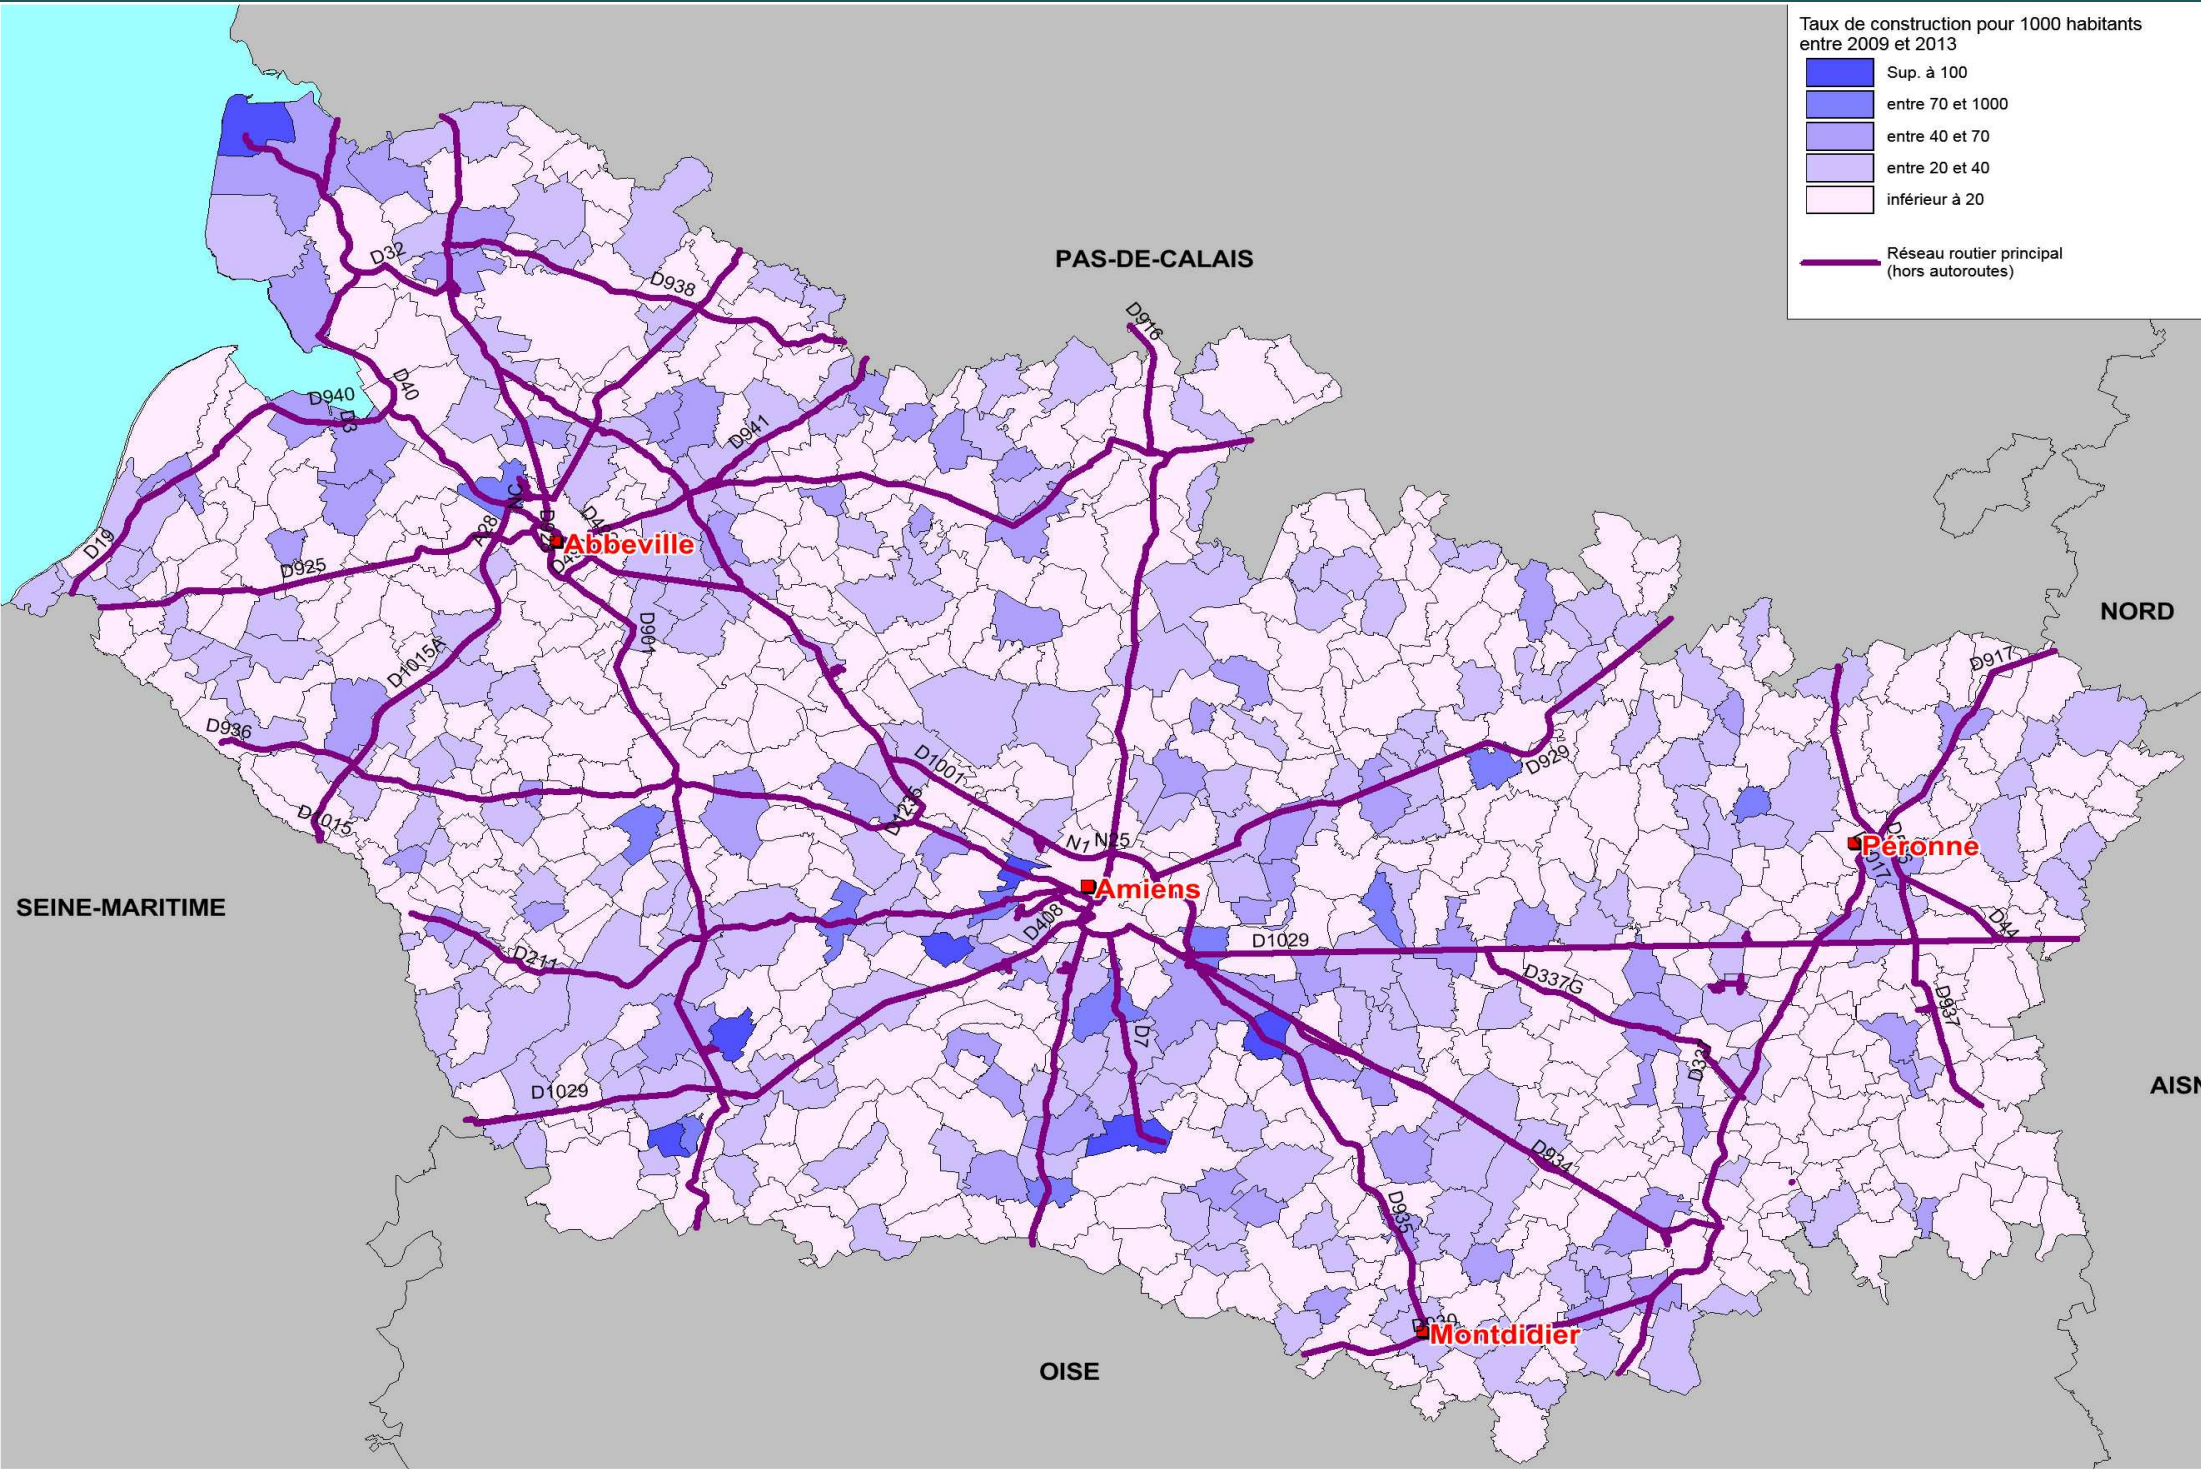 Taux de construction pour 1000 habitants
entre 2009 et 2013
Sup. à 100
entre 70 et 1000
entre 40 et 70
entre 20 et 40
inférieur à 20
Réseau routier principal
(hors autoroutes)
PAS-DE-CALAIS
D32
D938
D916
D940
D3
D40
D941
D19
A28
Abbeville
D925
NORD
D901
D1015A
D917
D936
D1001
D929
D1235
D1015
N1
N25
Péronne
Amiens
SEINE-MARITIME
D408
D44
D1029
D211
D337G
D937
D7
D1029
AISN
D934
D935
Montdidier
OISE